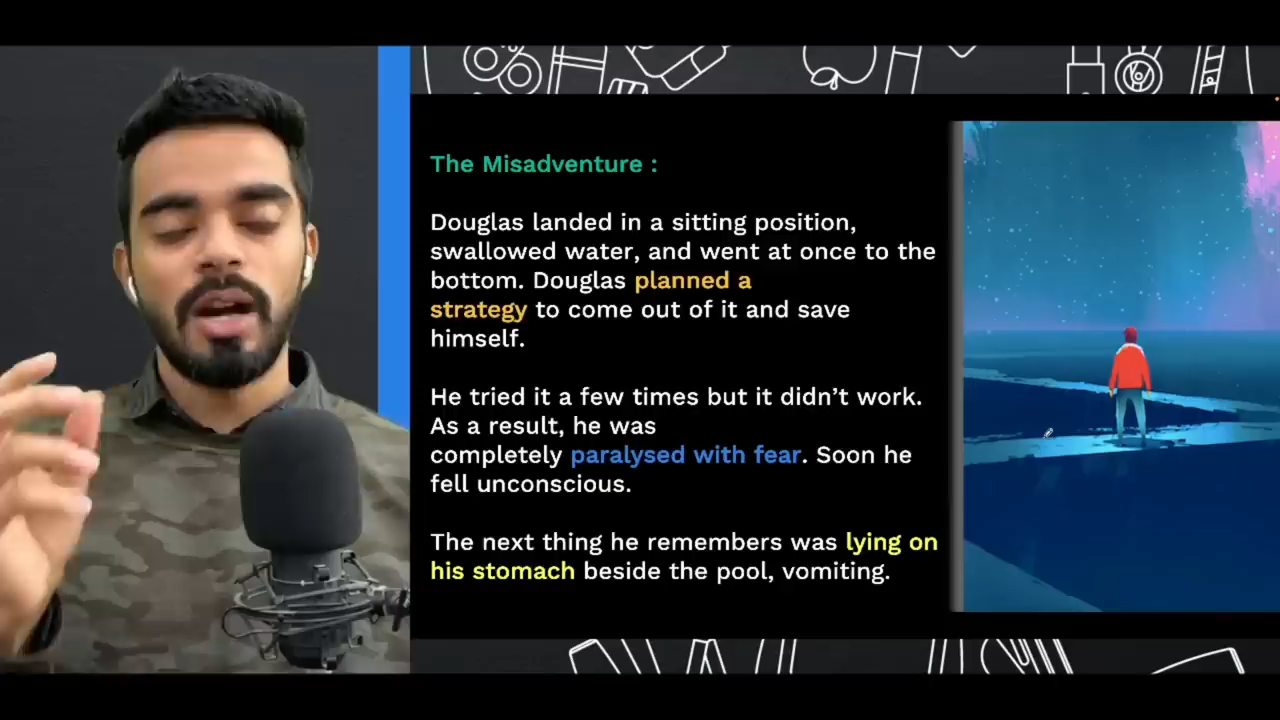 The Misadventure :
Douglas landed in a sitting position,
swallowed water, and went at once to the
bottom. Douglas planned a
strategy to come out of it and save
himself.
He tried it a few times but it didn’t work.
As a result, he was
completely paralysed with fear. Soon he
fell unconscious.
The next thing he remembers was lying on
his stomach beside the pool, vomiting.